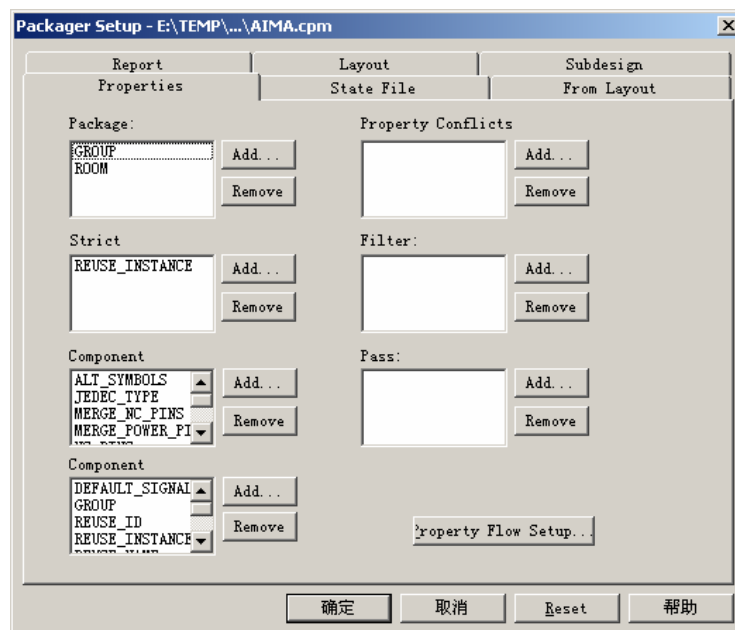 Packager Setup - E:\TEMP\...\AIMA.cpm
Report Layout Subdesign
Properties State File From Layout
Package: Property Conflicts
GROUP
ROOM
Add...
Remove
Add...
Remove
Strict Filter:
REUSE_INSTANCE
Add...
Remove
Add...
Remove
Component Pass:
ALT_SYMBOLS
JEDEC_TYPE
MERGE_NC_PINS
MERGE_POWER_PI
Add...
Remove
Add...
Remove
Component
DEFAULT_SIGNAL
GROUP
REUSE_ID
REUSE_INSTANCE
Add...
Remove
Property Flow Setup...
确定 取消 Reset 帮助